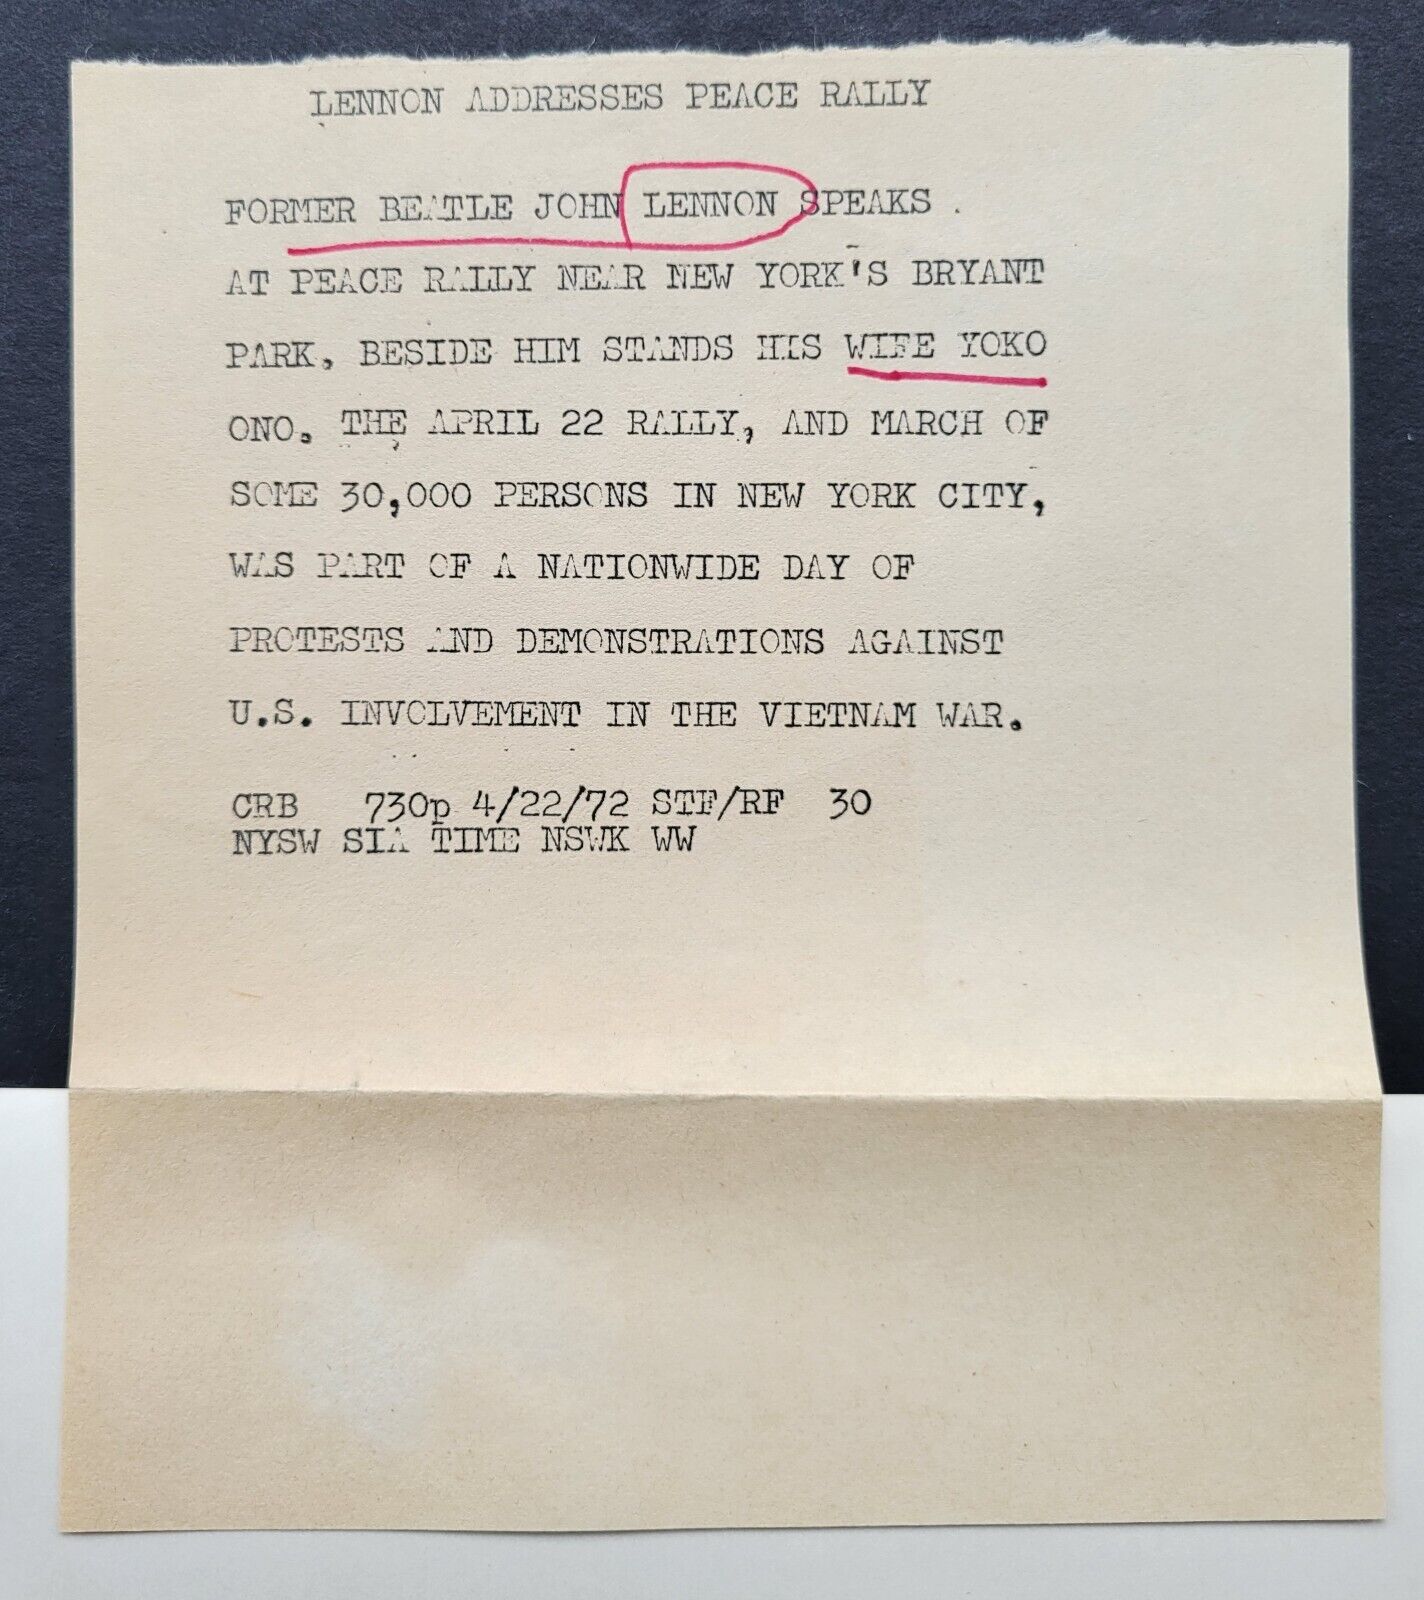 LENNON ADDRESSES PEACE RALLY
FORMER BEATLE JOHN LENNON SPEAKS .
AT PEACE RALLY NEAR NEW YORK'S BRYANT
PARK, BESIDE HIM STANDS HIS WIFE YOKO
ONO. THE APRIL 22 RALLY, AND MARCH OF
SOME 30,000 PERSONS IN NEW YORK CITY,
WAS PART OF A NATIONWIDE DAY OF
PROTESTS AND DEMONSTRATIONS AGAINST
U.S. INVOLVEMENT IN THE VIETNAM WAR.
CRB 730p 4/22/72 STF/RF 30
NYSW SIA TIME NSWK WW